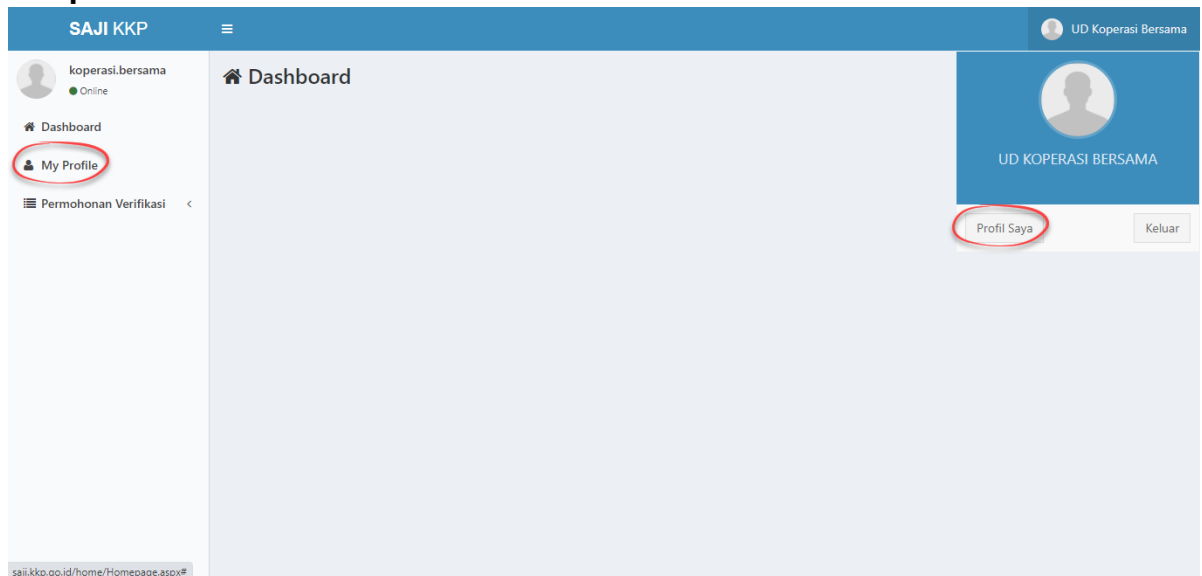 SAJI KKP
UD Koperasi Bersama
koperasi.bersama
Online
Dashboard
My Profile
Permohonan Verifikasi <
Dashboard
UD KOPERASI BERSAMA
Profil Saya
Keluar
saji.kkp.go.id/home/Homepage.aspx#